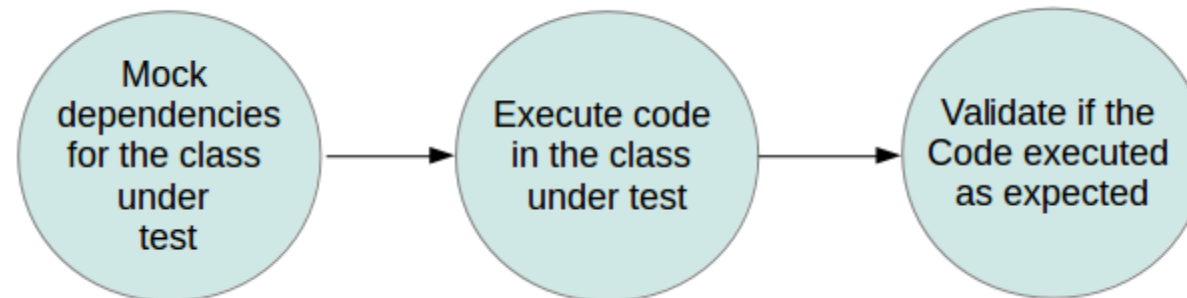 Mock
dependencies
for the class
under
test
Execute code
in the class
under test
Validate if the
Code executed
as expected